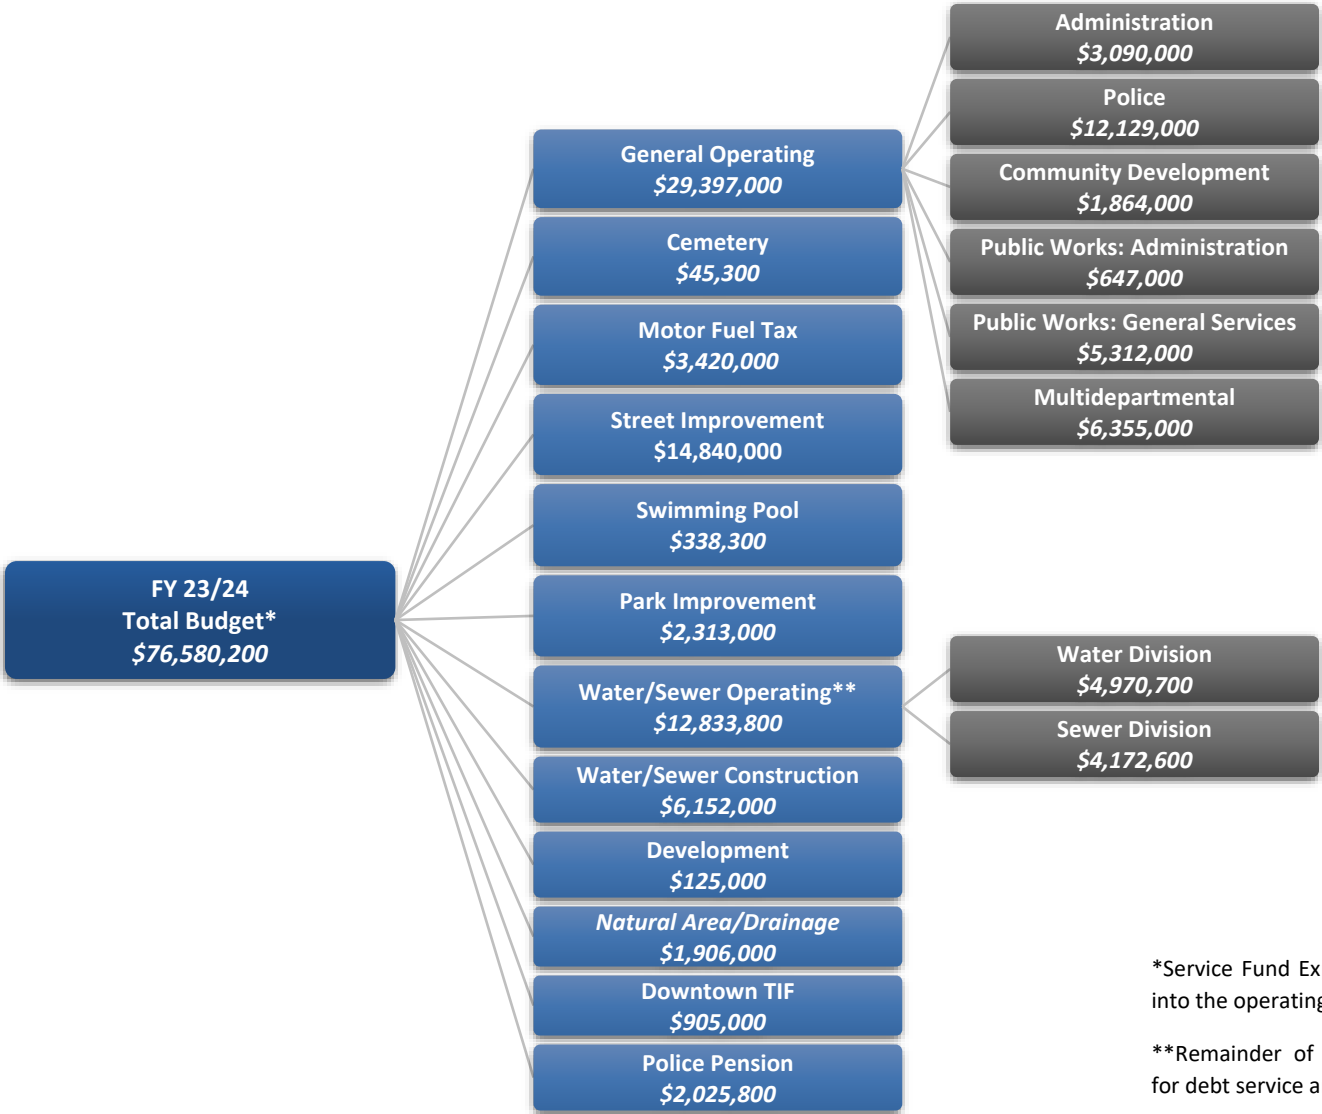 FY 23/24
Total Budget*
$76,580,200
General Operating
$29,397,000
Cemetery
$45,300
Motor Fuel Tax
$3,420,000
Street Improvement
$14,840,000
Swimming Pool
$338,300
Park Improvement
$2,313,000
Water/Sewer Operating**
$12,833,800
Water/Sewer Construction
$6,152,000
Development
$125,000
Natural Area/Drainage
$1,906,000
Downtown TIF
$905,000
Police Pension
$2,025,800
Administration
$3,090,000
Police
$12,129,000
Community Development
$1,864,000
Public Works: Administration
$647,000
Public Works: General Services
$5,312,000
Multidepartmental
$6,355,000
Water Division
$4,970,700
Sewer Division
$4,172,600
*Service Fund Ex
into the operating
**Remainder of
for debt service a